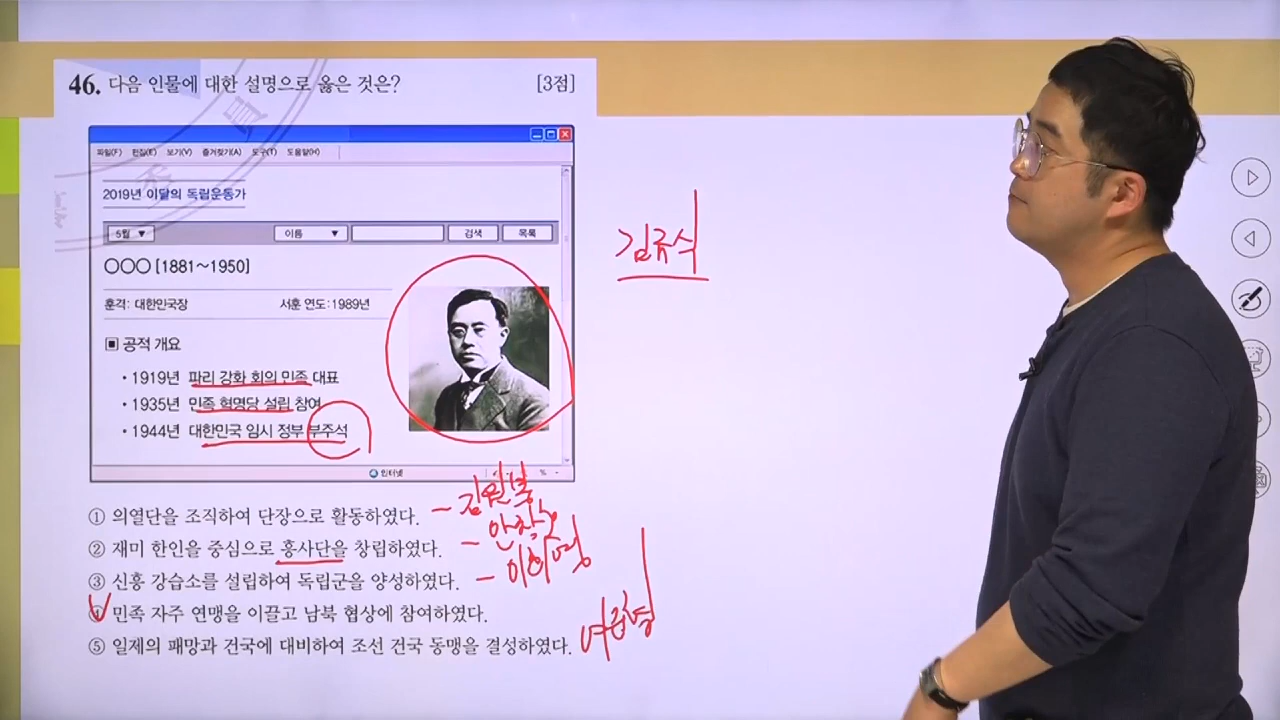 46. 다음 인물에 대한 설명으로 옳은 것은? [3점]
파일(F) 편집(E) 보기(V) 즐겨찾기(A) 도구(T) 도움말(H)
2019년 이달의 독립운동가
5월 ▼ 이름 ▼ 검색 목록
○○○ [1881~1950]
훈격: 대한민국장 서훈 연도: 1989년
▣ 공적 개요
• 1919년 파리 강화 회의 민족 대표
• 1935년 민족 혁명당 설립 참여
• 1944년 대한민국 임시 정부 부주석
인터넷
김규식
① 의열단을 조직하여 단장으로 활동하였다. - 김원봉
② 재미 한인을 중심으로 흥사단을 창립하였다. - 안창호
③ 신흥 강습소를 설립하여 독립군을 양성하였다. - 이회영
④ 민족 자주 연맹을 이끌고 남북 협상에 참여하였다.
⑤ 일제의 패망과 건국에 대비하여 조선 건국 동맹을 결성하였다. 여운형